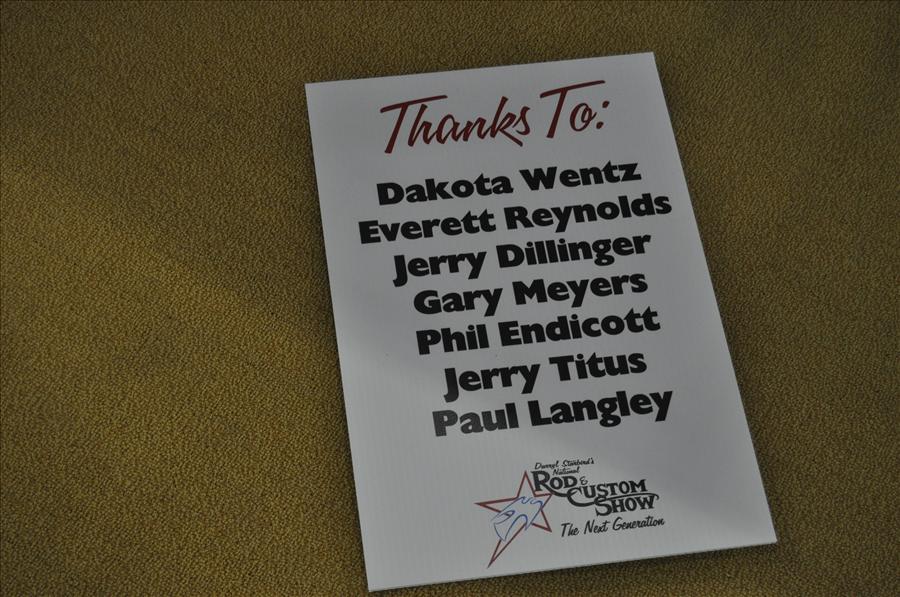 Thanks To:
Dakota Wentz
Everett Reynolds
Jerry Dillinger
Gary Meyers
Phil Endicott
Jerry Titus
Paul Langley
Darryl Starbird's
National
Rod & Custom Show
The Next Generation